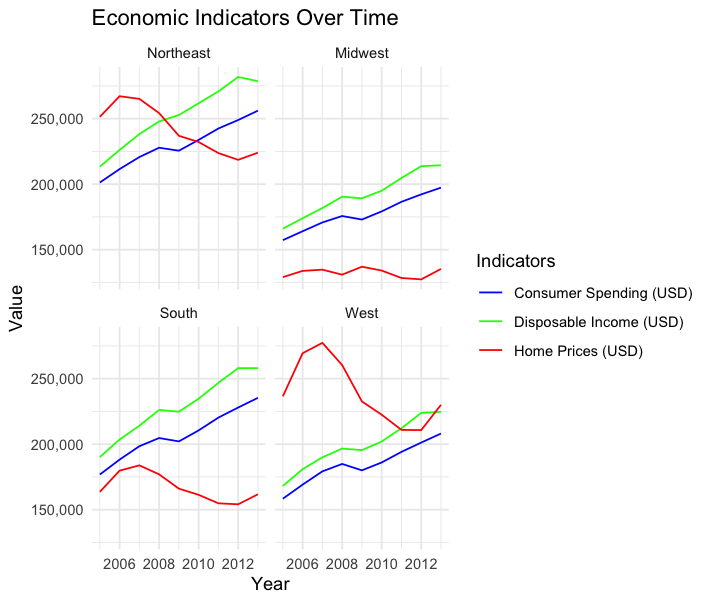 Economic Indicators Over Time
Northeast
Midwest
250,000
200,000
150,000
South
West
250,000
200,000
150,000
2006 2008 2010 2012
2006 2008 2010 2012
Year
Value
Indicators
Consumer Spending (USD)
Disposable Income (USD)
Home Prices (USD)